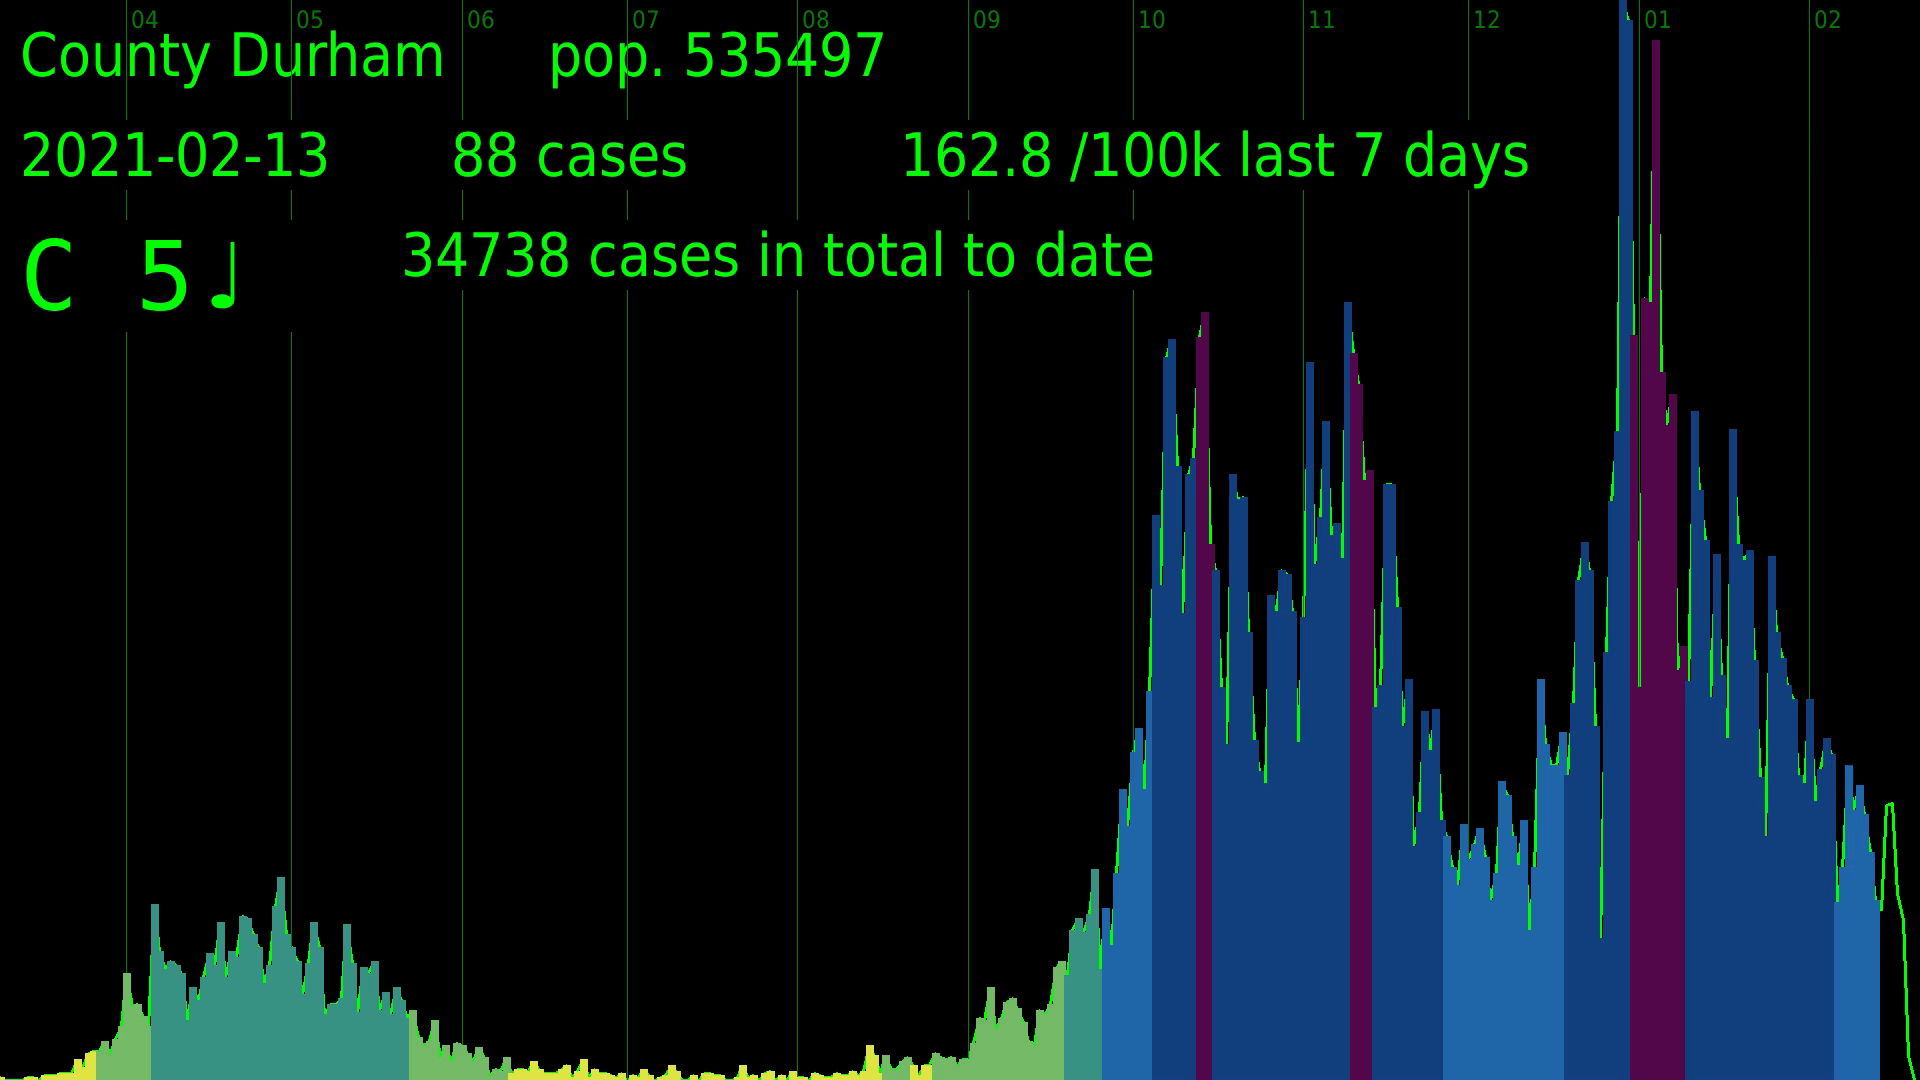 04 05 06 07 08 09 10 11 12 01 02
County Durham pop. 535497
2021-02-13 88 cases 162.8 /100k last 7 days
C 5♩ 34738 cases in total to date